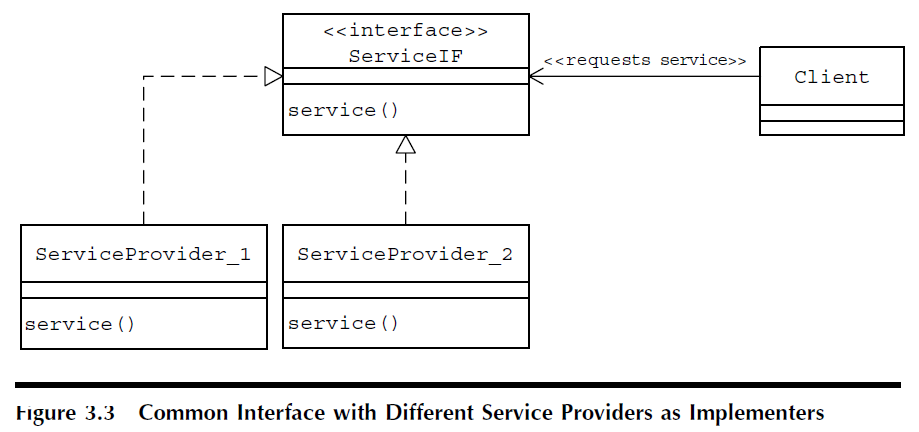 <<interface>>
ServiceIF
service()
<<requests service>>
Client
ServiceProvider_1
service()
ServiceProvider_2
service()
Figure 3.3 Common Interface with Different Service Providers as Implementers